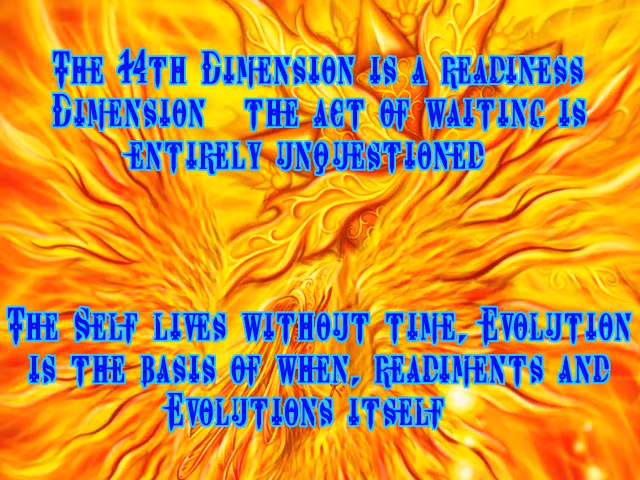 The 44th Dimension is a readiness
Dimension the act of waiting is
entirely unquestioned
The Self lives without time, Evolution
is the basis of when, readiments and
Evolutions itself